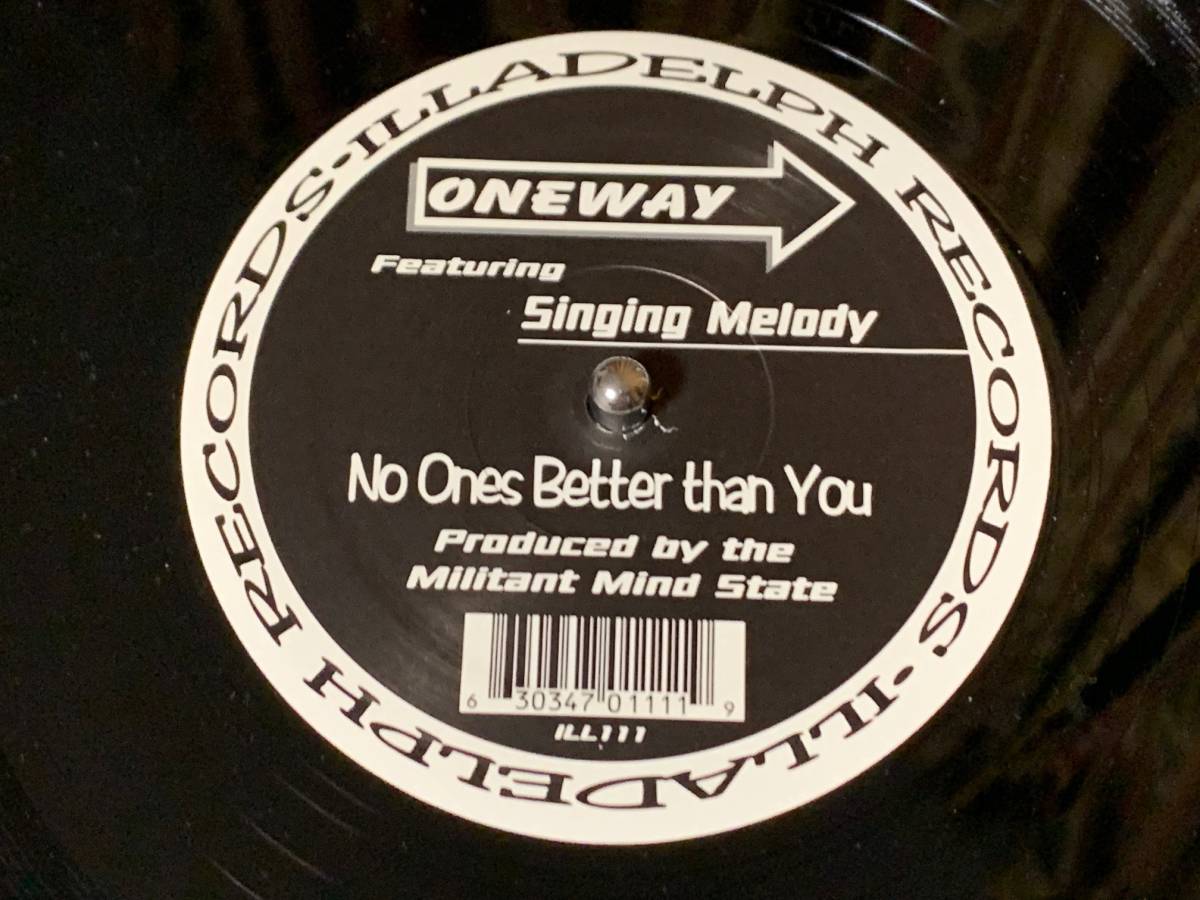 ILLADELPH RECORDS·ILLADELPH RECORDS·
ONEWAY
Featuring
Singing Melody
No Ones Better than You
Produced by the
Militant Mind State
6 30347 01111 9
ILL111